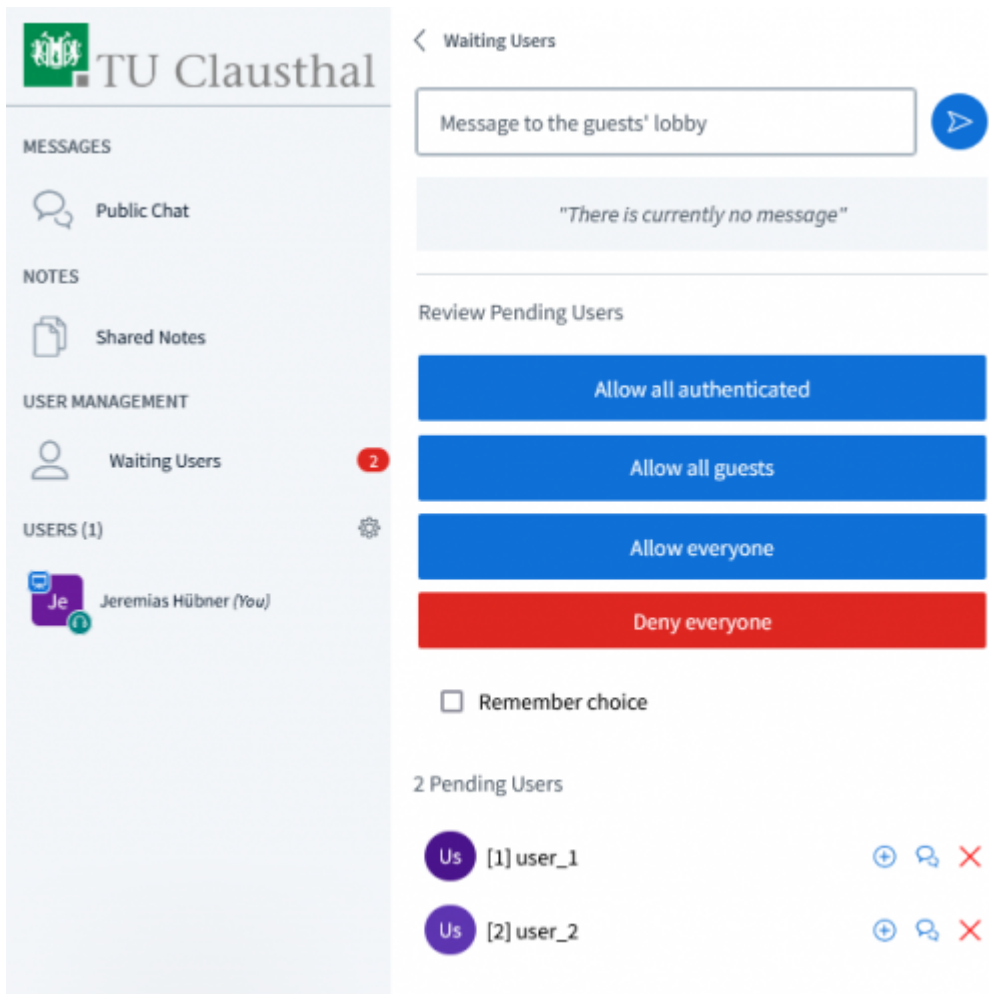 TU Clausthal
MESSAGES
Public Chat
NOTES
Shared Notes
USER MANAGEMENT
Waiting Users 2
USERS (1)
Je Jeremias Hübner (You)
Waiting Users
Message to the guests' lobby
"There is currently no message"
Review Pending Users
Allow all authenticated
Allow all guests
Allow everyone
Deny everyone
Remember choice
2 Pending Users
Us [1] user_1
Us [2] user_2